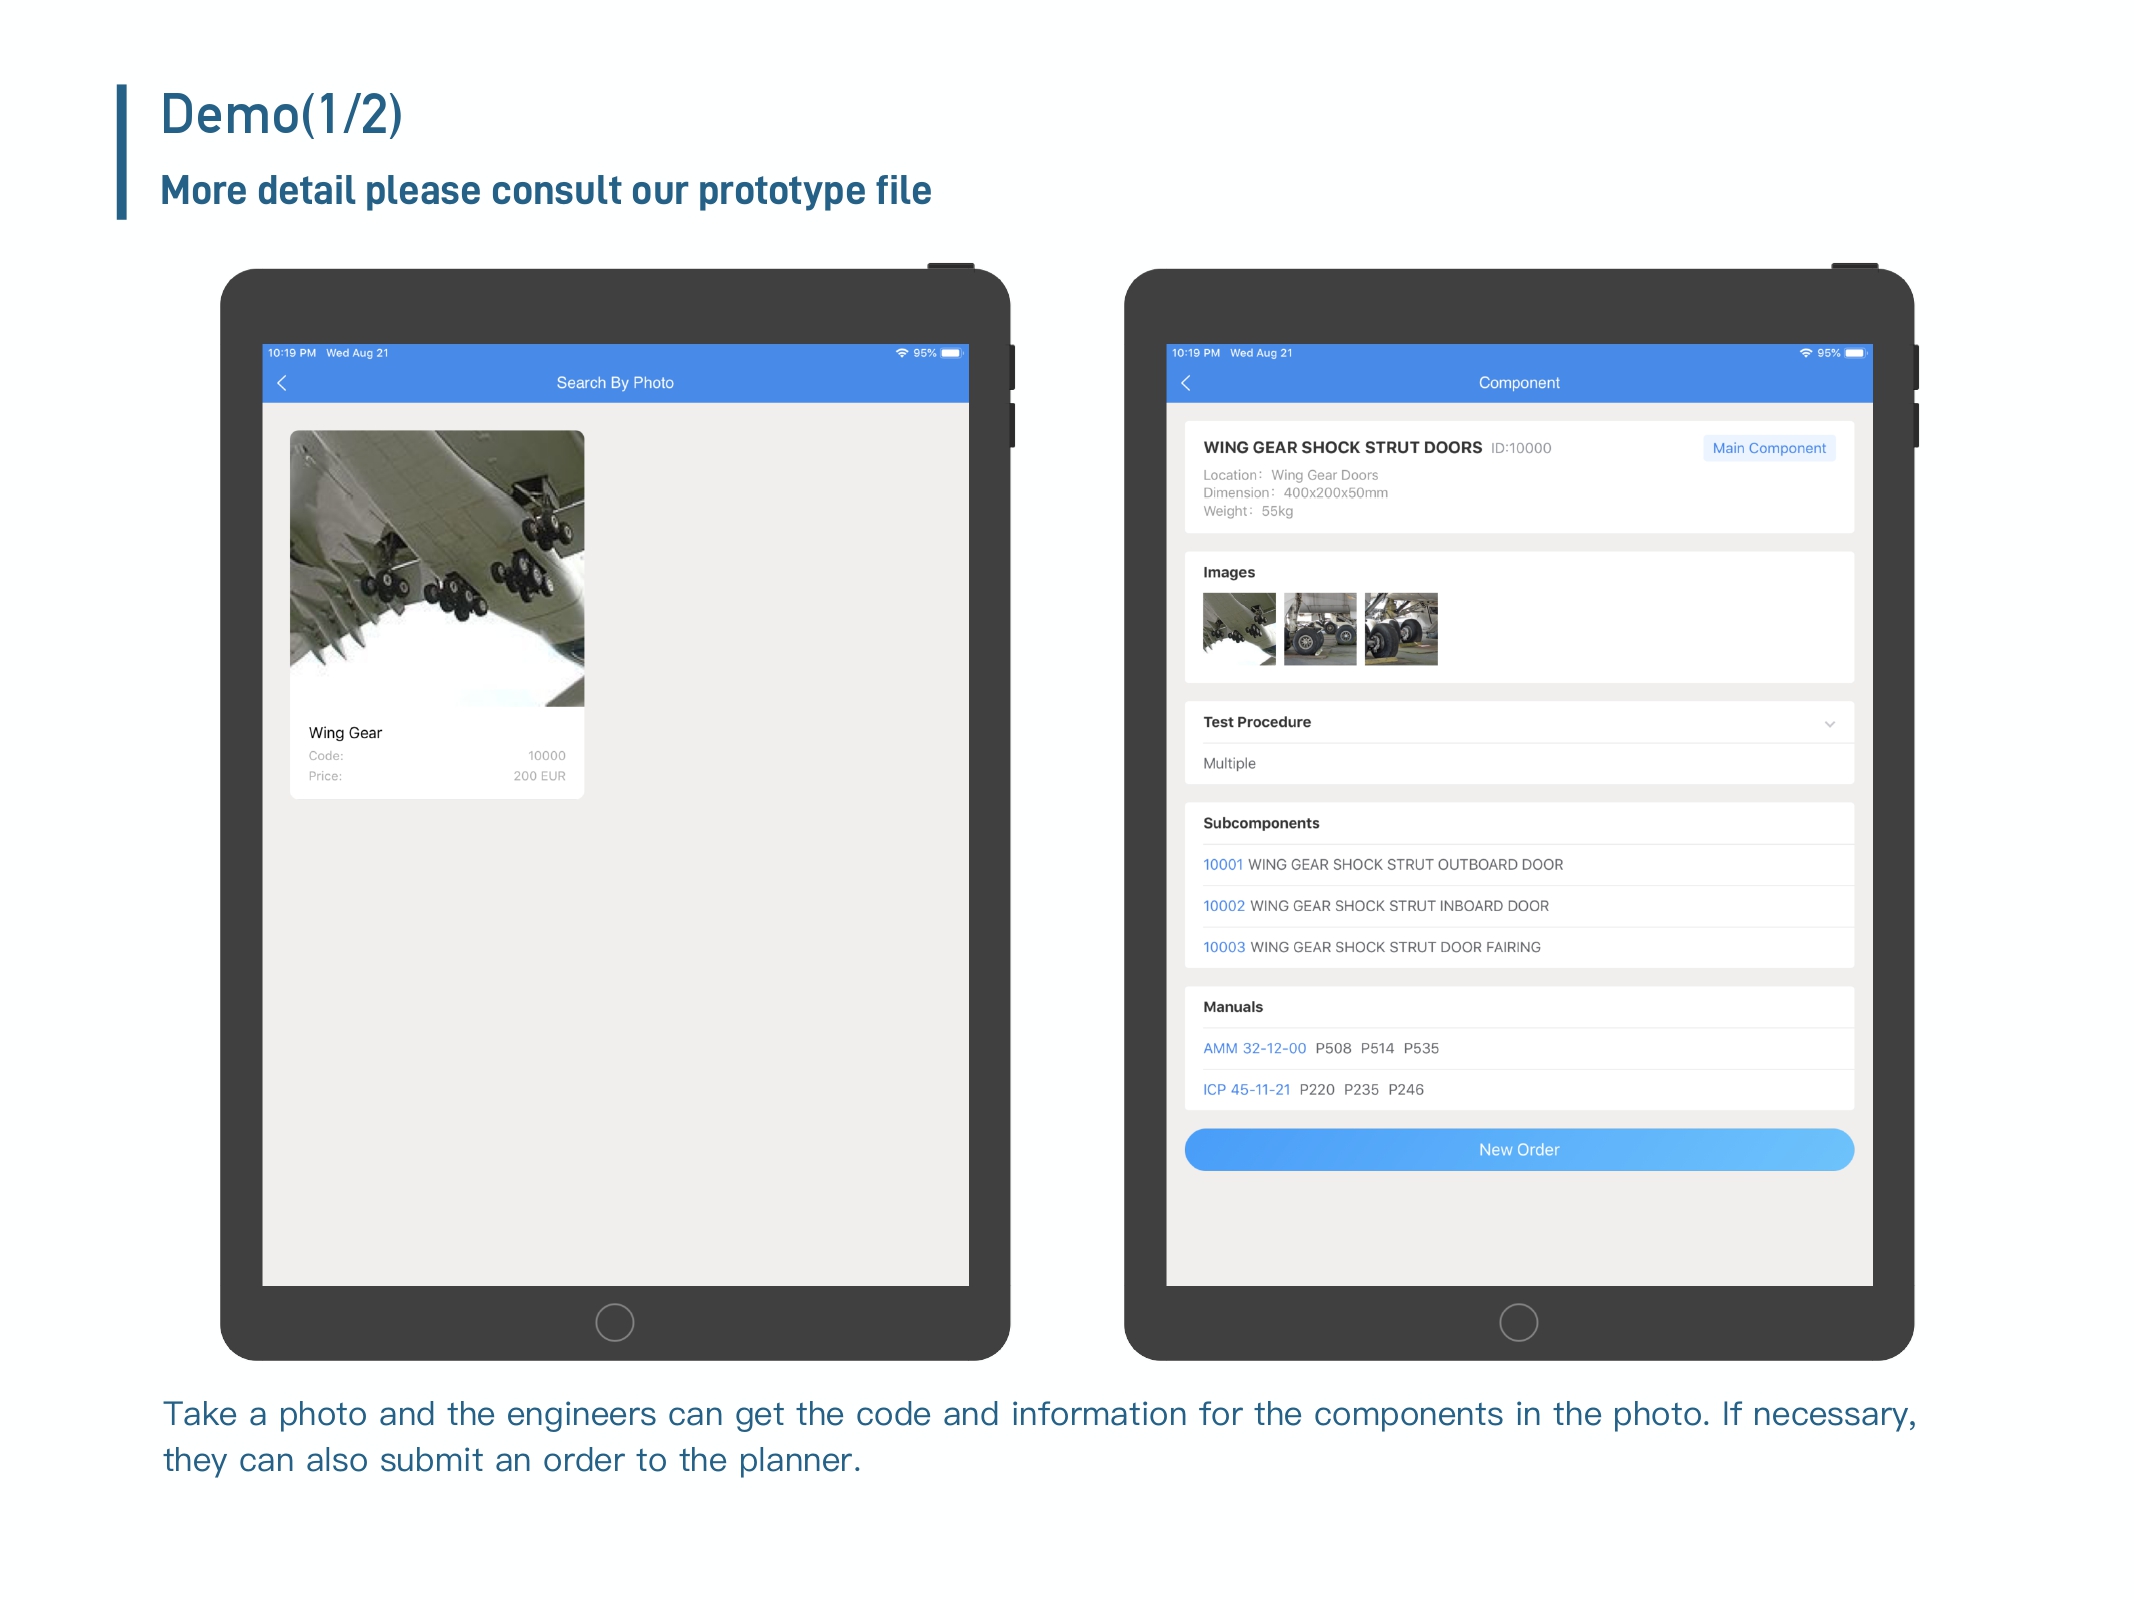 Demo(1/2)
More detail please consult our prototype file
10:19 PM Wed Aug 21 95%
Search By Photo
Wing Gear
Code: 10000
Price: 200 EUR
10:19 PM Wed Aug 21 95%
Component
WING GEAR SHOCK STRUT DOORS ID:10000 Main Component
Location: Wing Gear Doors
Dimension: 400x200x50mm
Weight: 55kg
Images
Test Procedure
Multiple
Subcomponents
10001 WING GEAR SHOCK STRUT OUTBOARD DOOR
10002 WING GEAR SHOCK STRUT INBOARD DOOR
10003 WING GEAR SHOCK STRUT DOOR FAIRING
Manuals
AMM 32-12-00 P508 P514 P535
ICP 45-11-21 P220 P235 P246
New Order
Take a photo and the engineers can get the code and information for the components in the photo. If necessary,
they can also submit an order to the planner.